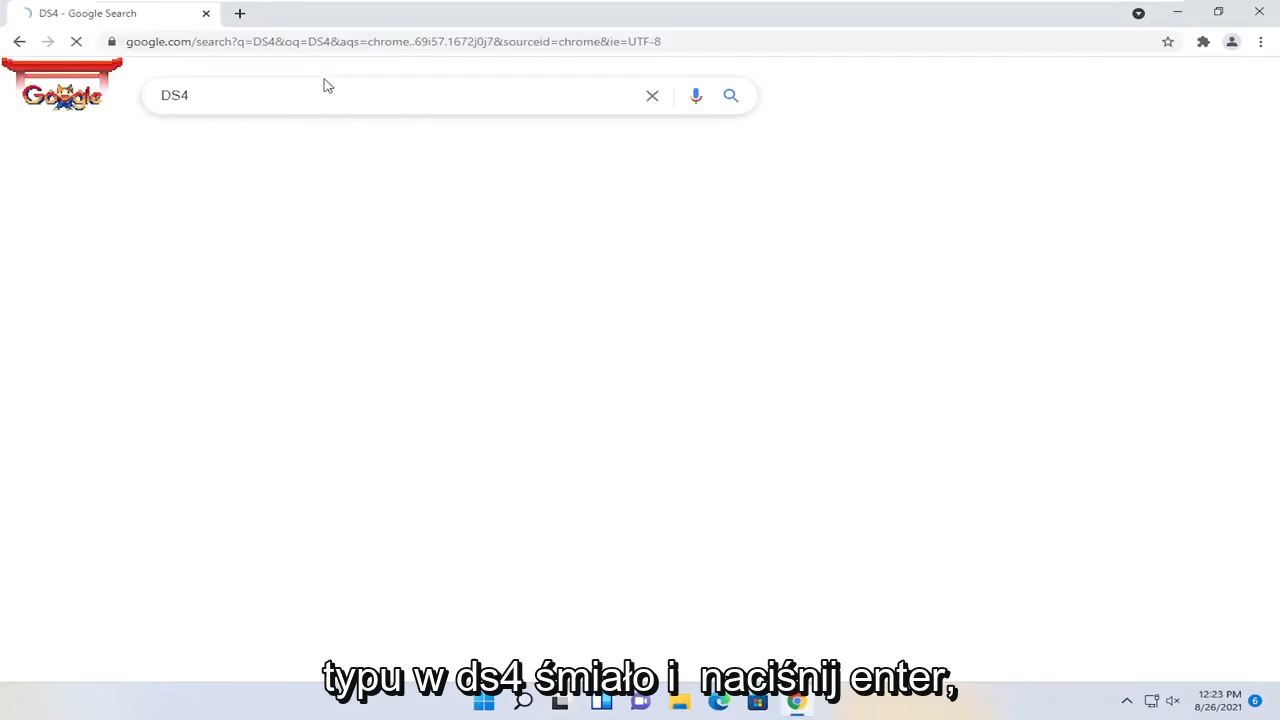 DS4 - Google Search
google.com/search?q=DS4&oq=DS4&aqs=chrome..69i57.1672j0j7&sourceid=chrome&ie=UTF-8
Google
DS4
typu w ds4 śmiało i naciśnij enter,
12:23 PM
8/26/2021
6